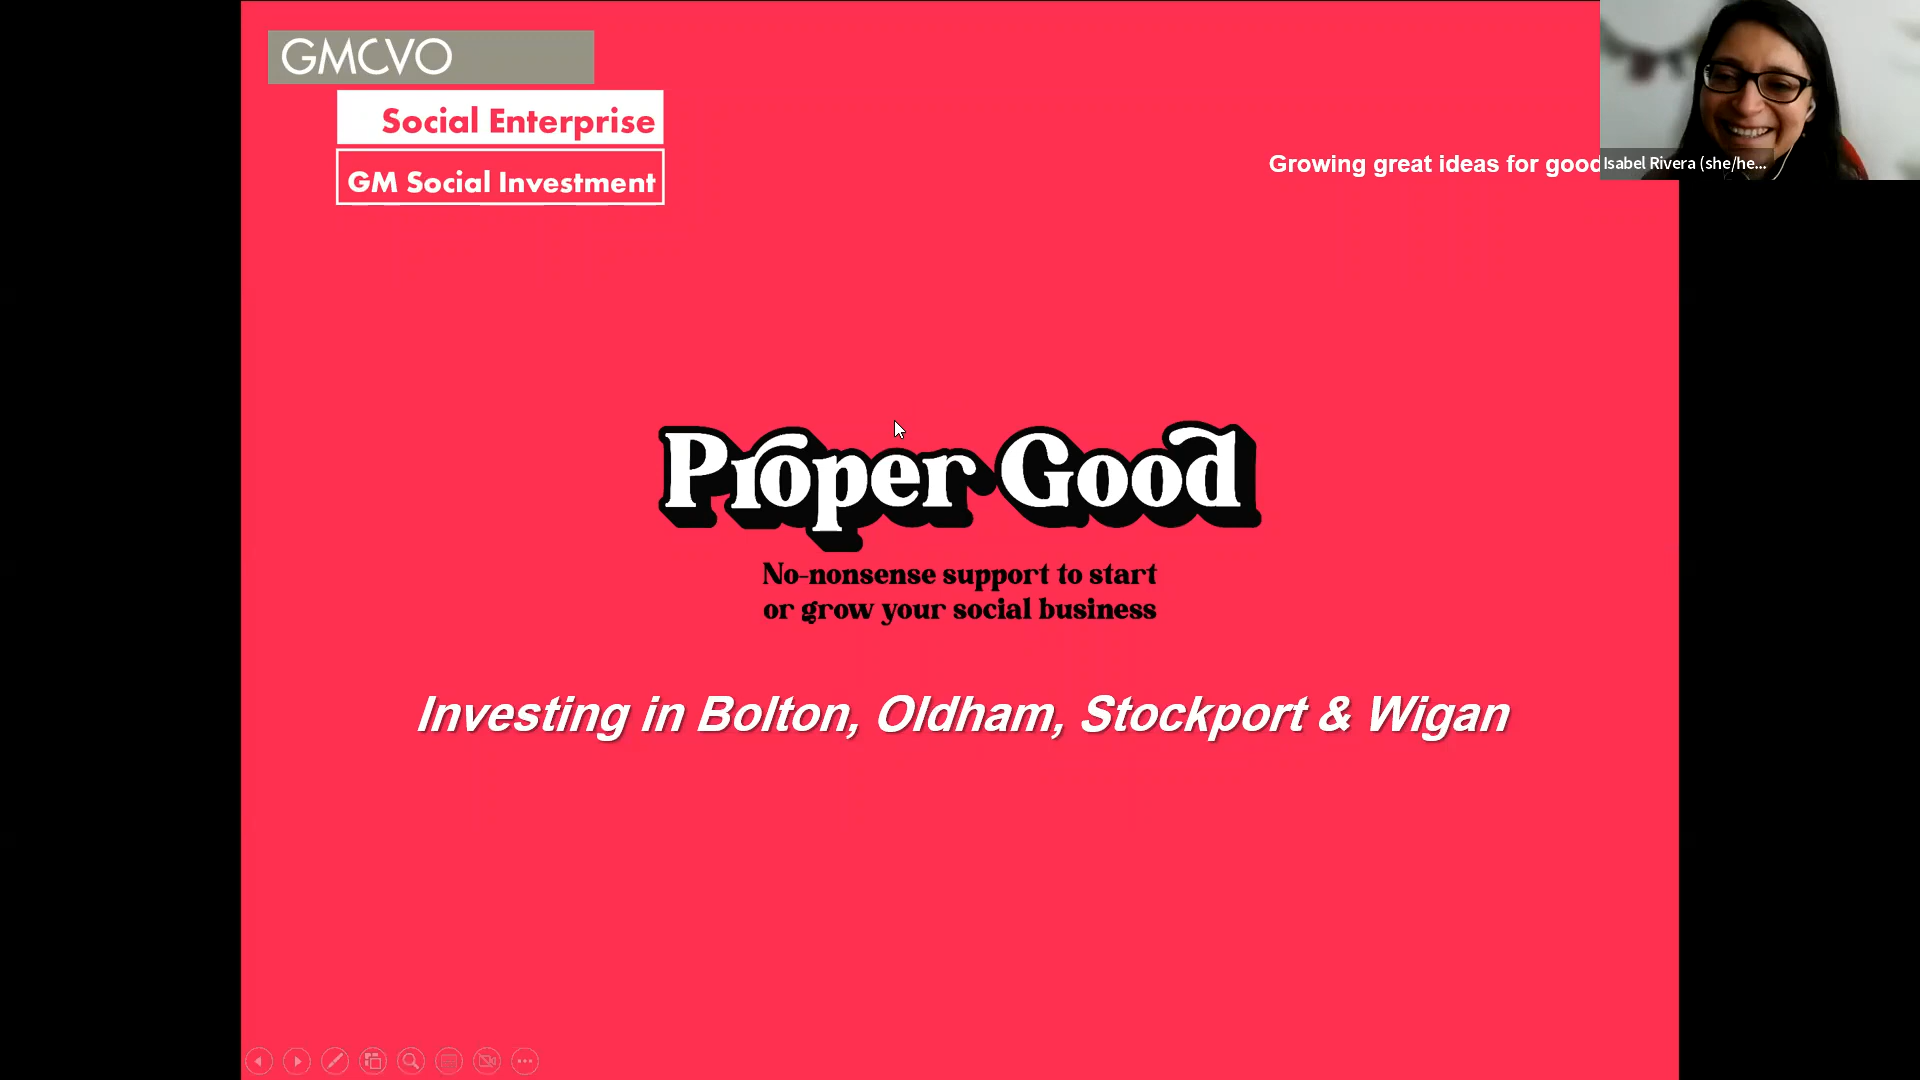 GMCVO
Social Enterprise
GM Social Investment
Growing great ideas for good
Isabel Rivera (she/he...
Proper Good
No-nonsense support to start
or grow your social business
Investing in Bolton, Oldham, Stockport & Wigan